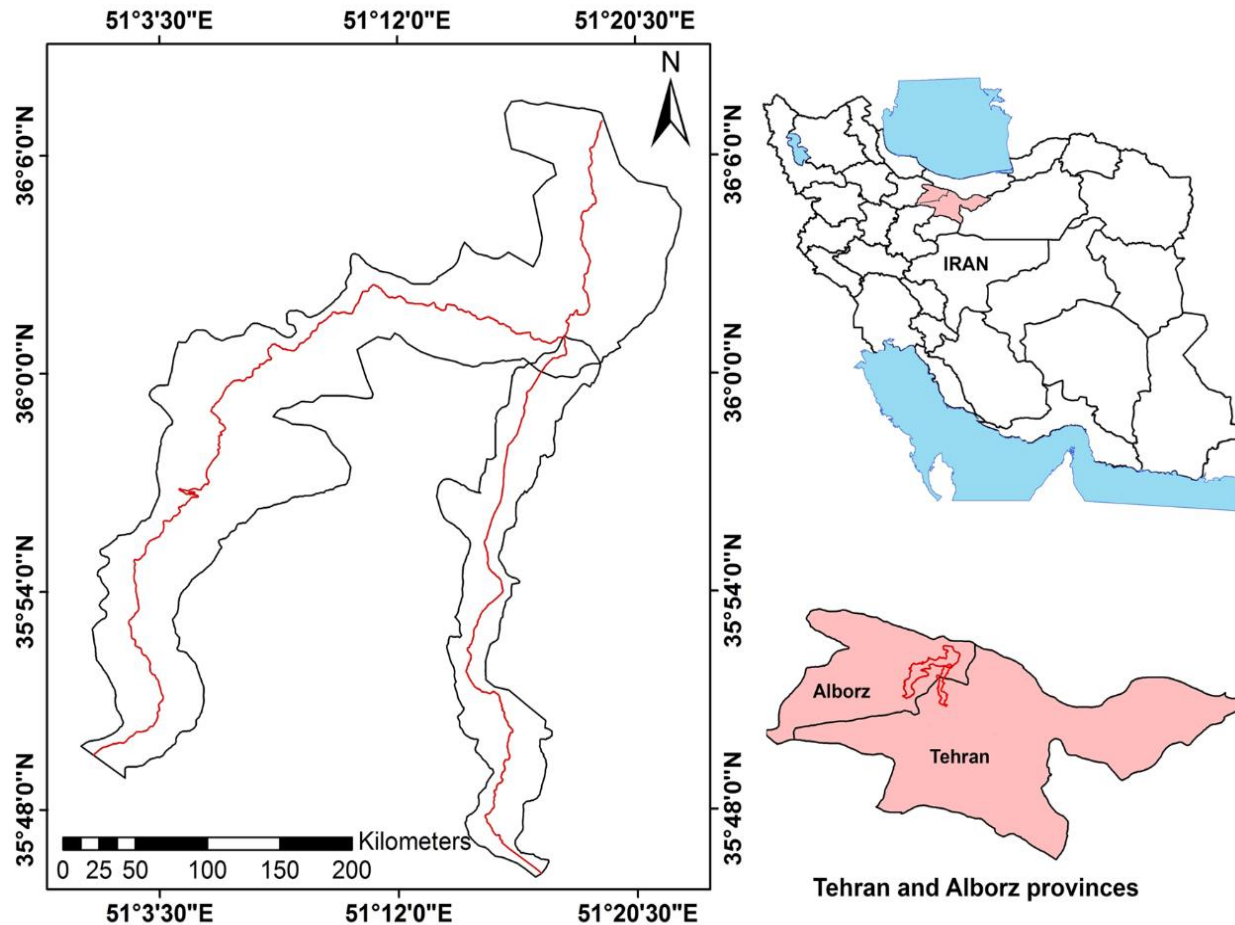 51°3'30"E 51°12'0"E 51°20'30"E
N
36°6'0"N 36°6'0"N
36°0'0"N 36°0'0"N
35°54'0"N 35°54'0"N
35°48'0"N 35°48'0"N
Kilometers
0 25 50 100 150 200
51°3'30"E 51°12'0"E 51°20'30"E
IRAN
Alborz
Tehran
Tehran and Alborz provinces